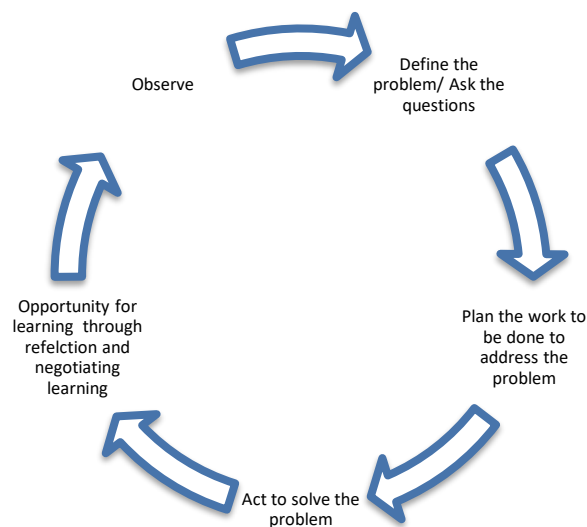 Observe
Define the
problem/ Ask the
questions
Plan the work to
be done to
address the
problem
Act to solve the
problem
Opportunity for
learning through
refelction and
negotiating
learning